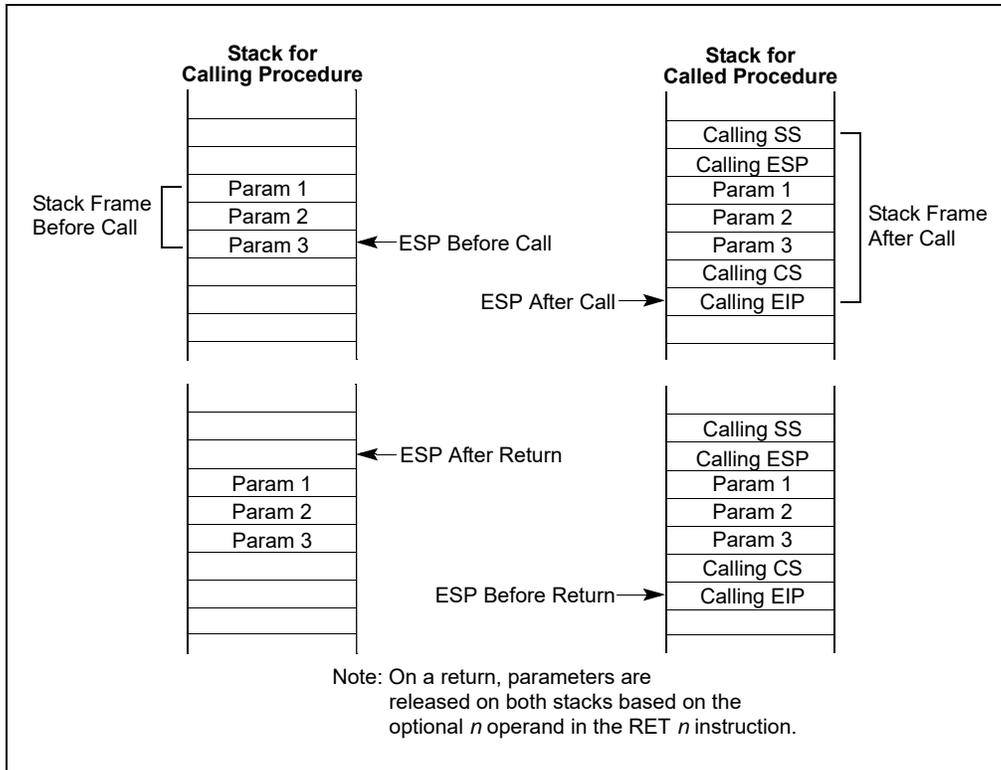 Stack for
Calling Procedure
Stack for
Called Procedure
Calling SS
Calling ESP
Stack Frame
Before Call
Param 1
Param 2
Param 3
ESP Before Call
Param 1
Param 2
Param 3
Calling CS
Calling EIP
ESP After Call
Stack Frame
After Call
ESP After Return
Param 1
Param 2
Param 3
Calling SS
Calling ESP
Param 1
Param 2
Param 3
Calling CS
Calling EIP
ESP Before Return
Note: On a return, parameters are
released on both stacks based on the
optional n operand in the RET n instruction.